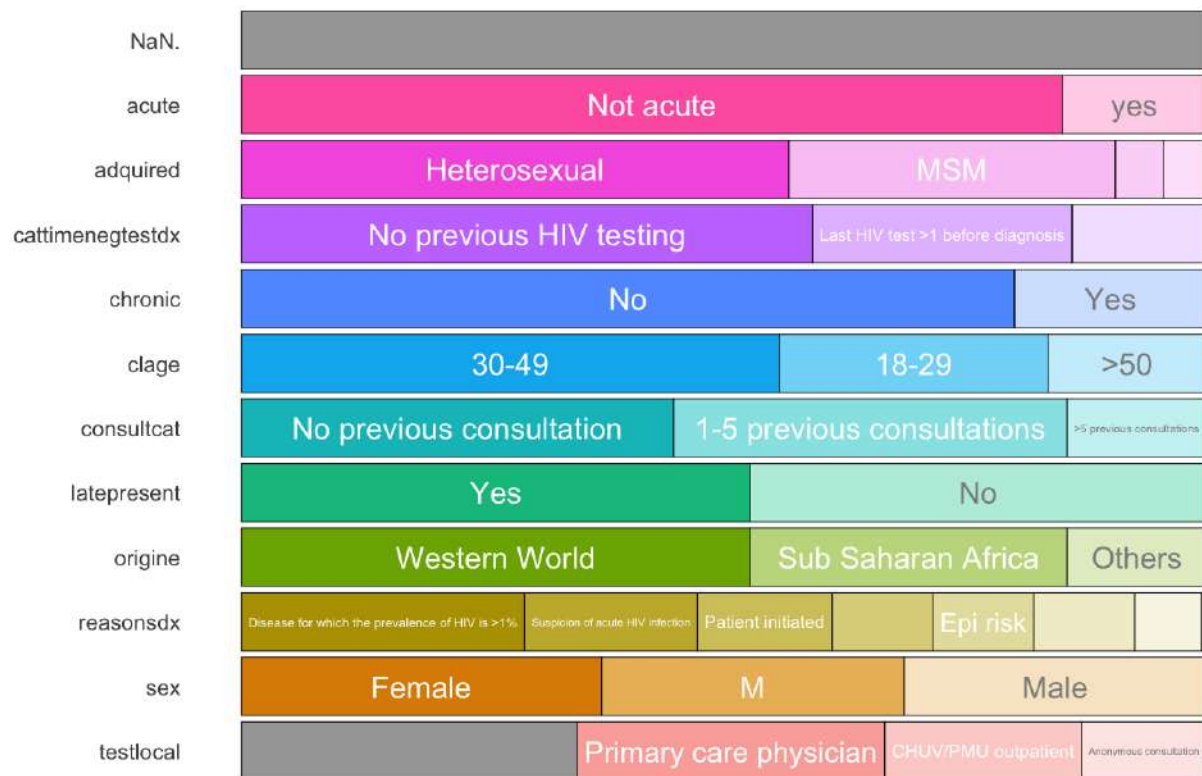 NaN.
acute Not acute yes
adquired Heterosexual MSM
cattimenegtestdx No previous HIV testing Last HIV test >1 before diagnosis
chronic No Yes
clage 30-49 18-29 >50
consultcat No previous consultation 1-5 previous consultations >5 previous consultations
latepresent Yes No
origine Western World Sub Saharan Africa Others
reasonsdx Disease for which the prevalence of HIV is >1% Suspicion of acute HIV infection Patient initiated Epi risk
sex Female M Male
testlocal Primary care physician CHUV/PMU outpatient Anonymous consultation